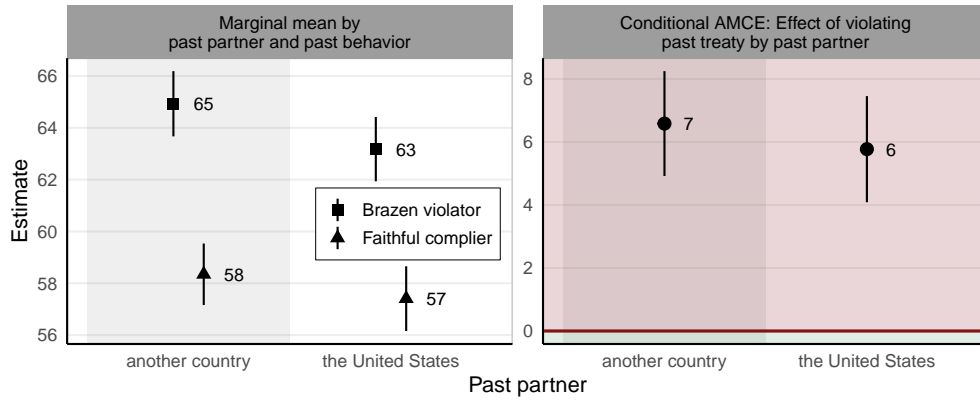 Marginal mean by
past partner and past behavior
Conditional AMCE: Effect of violating
past treaty by past partner
Estimate
66
64
62
60
58
56
65
63
58
57
Brazen violator
Faithful complier
another country
the United States
8
6
4
2
0
7
6
another country
the United States
Past partner